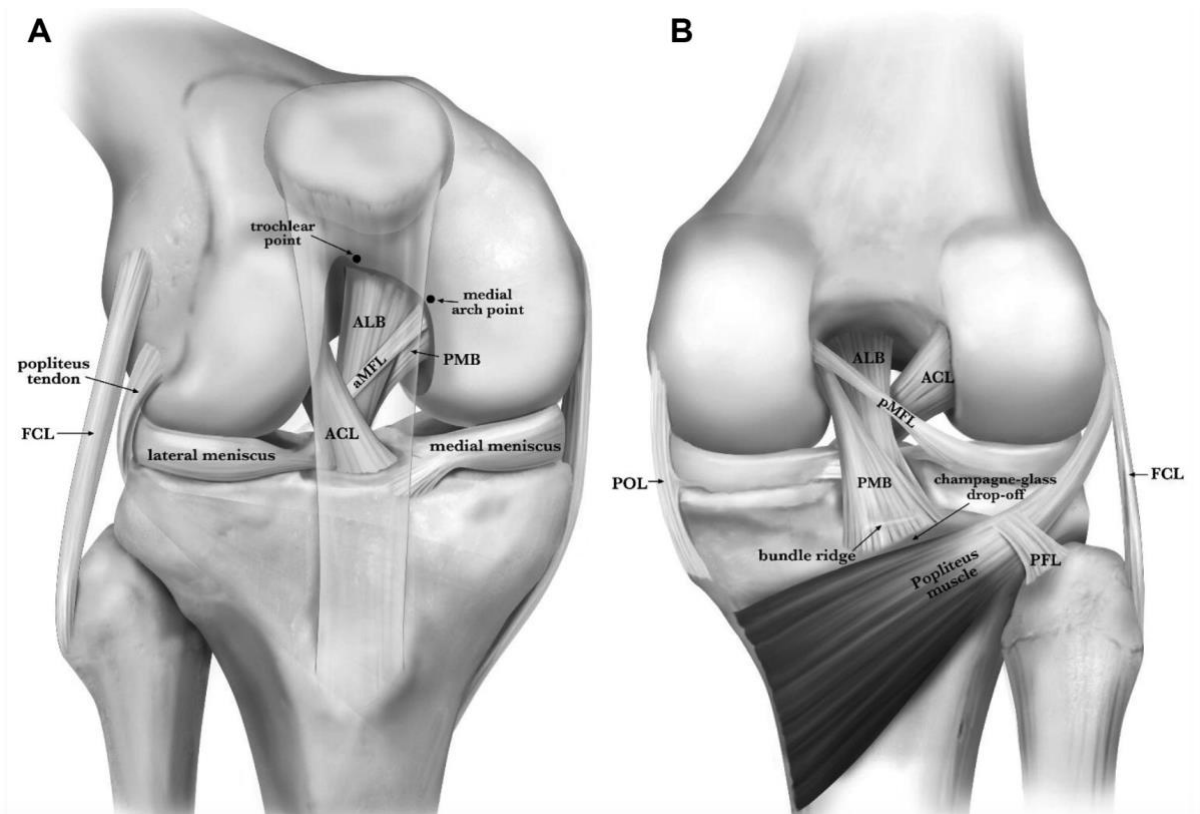 A
trochlear
point
medial
arch point
ALB
aMFL
PMB
popliteus
tendon
FCL
ACL
lateral meniscus
medial meniscus
B
ALB
ACL
pMFL
POL
PMB
champagne-glass
drop-off
FCL
bundle ridge
Popliteus
muscle
PFL